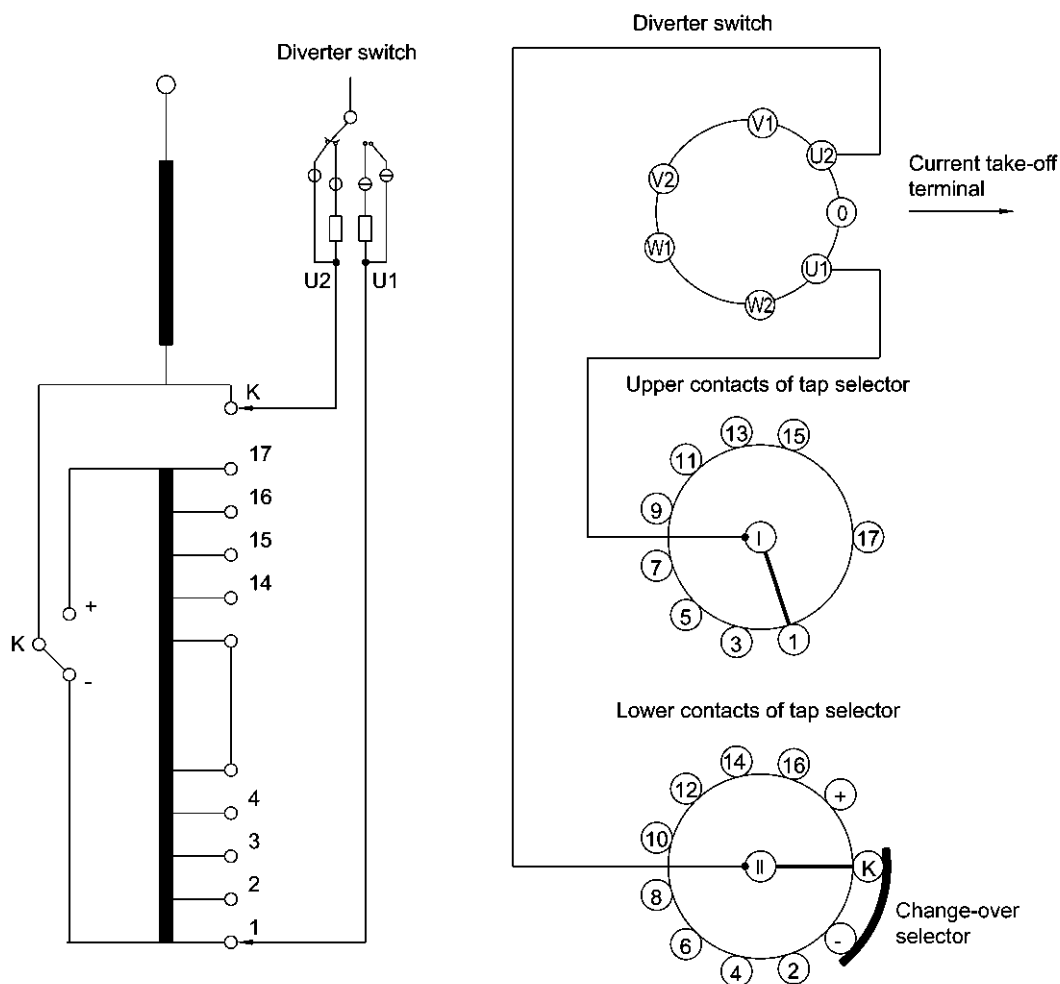 Diverter switch
U2
U1
K
17
16
15
14
+
K
-
4
3
2
1
Diverter switch
V1
U2
V2
0
W1
U1
W2
Current take-off
terminal
Upper contacts of tap selector
13
15
11
9
I
17
7
5
3
1
Lower contacts of tap selector
14
16
12
+
10
II
K
8
-
6
4
2
Change-over
selector